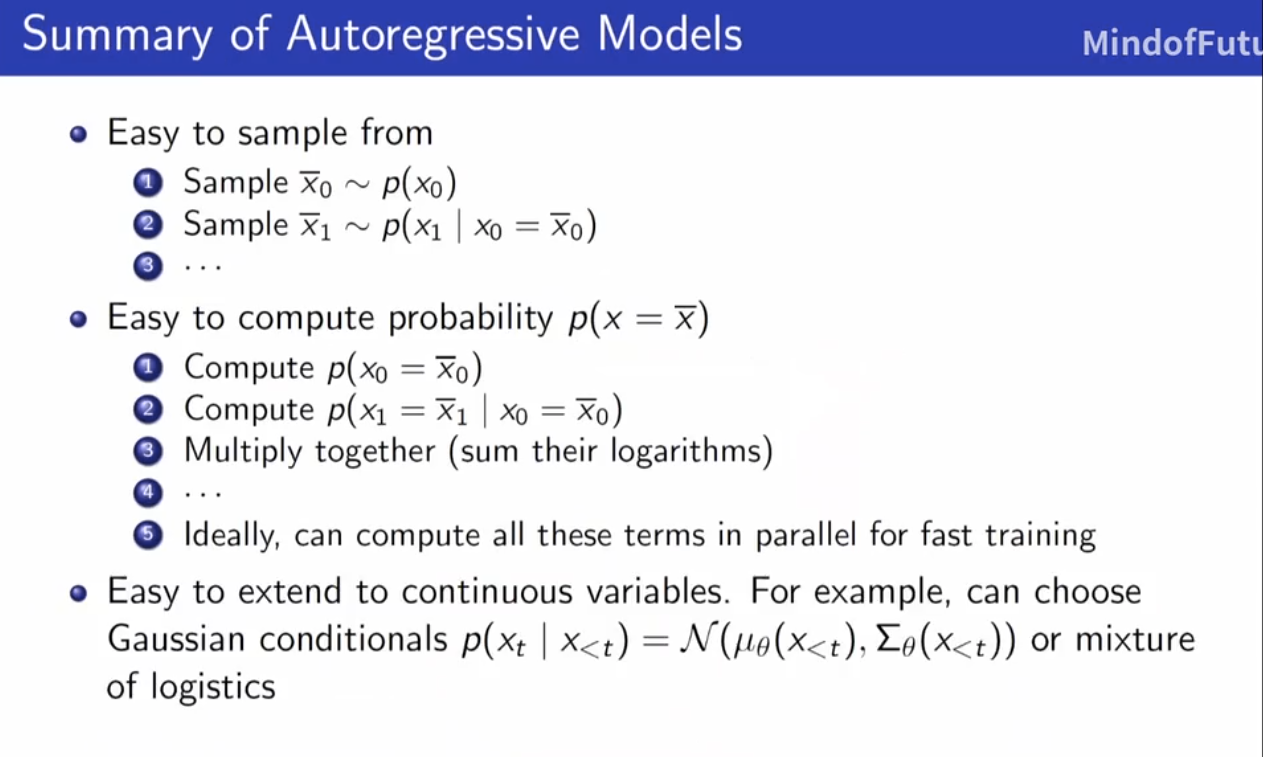 Summary of Autoregressive Models
MindofFutu
• Easy to sample from
1 Sample x̅₀ ∼ p(x₀)
2 Sample x̅₁ ∼ p(x₁ | x₀ = x̅₀)
3 · · ·
• Easy to compute probability p(x = x̅)
1 Compute p(x₀ = x̅₀)
2 Compute p(x₁ = x̅₁ | x₀ = x̅₀)
3 Multiply together (sum their logarithms)
4 · · ·
5 Ideally, can compute all these terms in parallel for fast training
• Easy to extend to continuous variables. For example, can choose
Gaussian conditionals p(xₜ | x<ₜ) = 𝒩(μ_θ(x<ₜ), Σ_θ(x<ₜ)) or mixture
of logistics